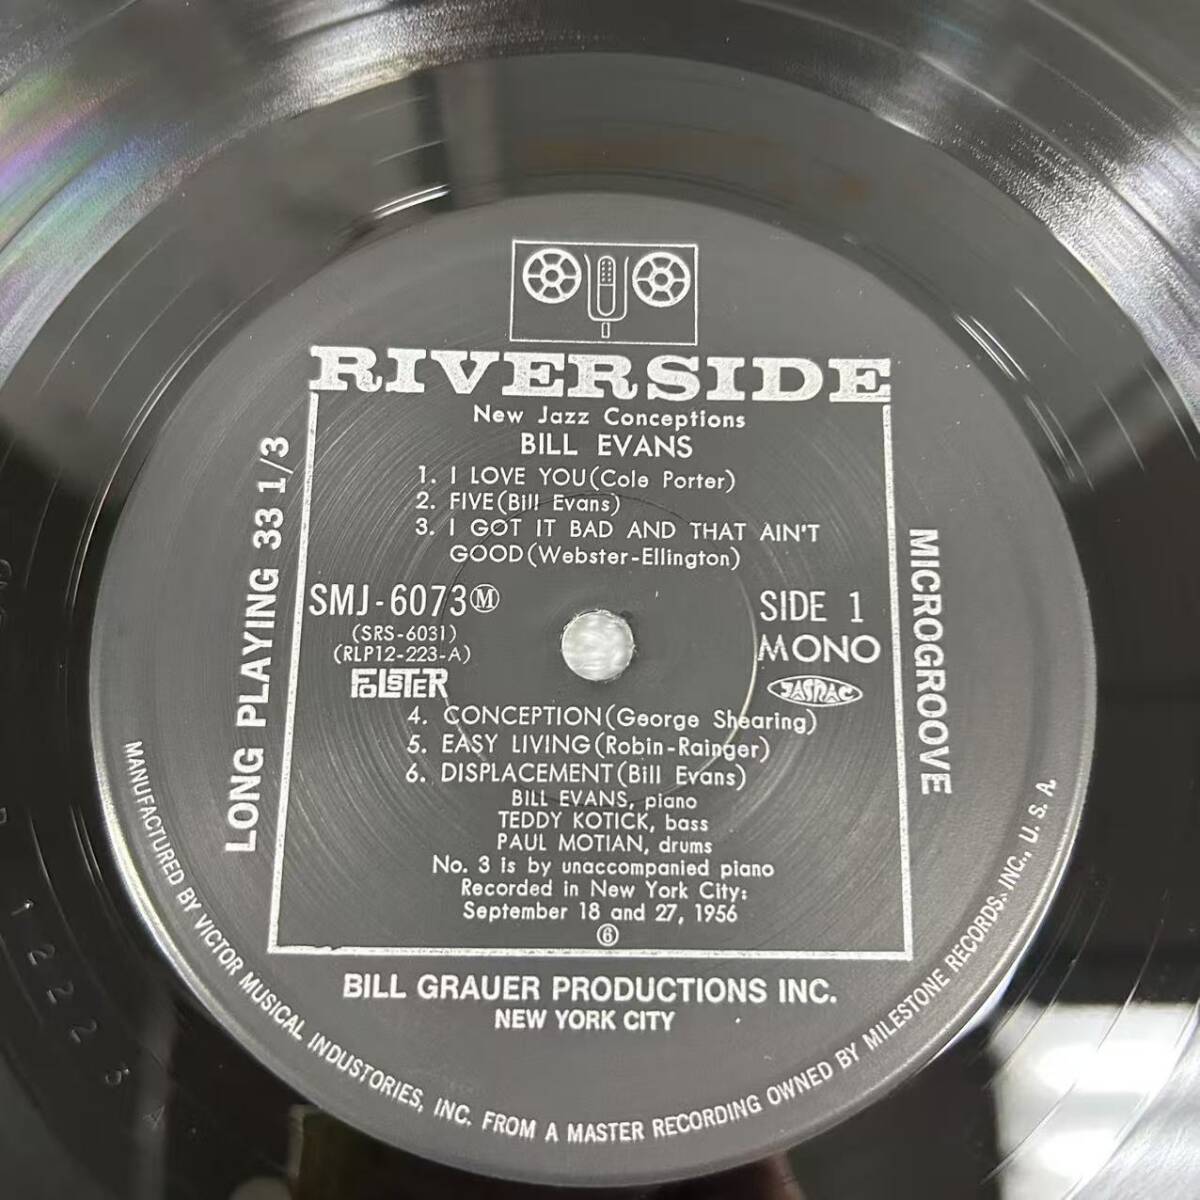 RIVERSIDE
New Jazz Conceptions
BILL EVANS
1. I LOVE YOU(Cole Porter)
2. FIVE(Bill Evans)
3. I GOT IT BAD AND THAT AIN'T
GOOD(Webster-Ellington)
SMJ-6073Ⓜ
(SRS-6031)
(RLP12-223-A)
FOLSTER
SIDE 1
MONO
JASRAC
4. CONCEPTION(George Shearing)
5. EASY LIVING(Robin-Rainger)
6. DISPLACEMENT(Bill Evans)
BILL EVANS, piano
TEDDY KOTICK, bass
PAUL MOTIAN, drums
No. 3 is by unaccompanied piano
Recorded in New York City:
September 18 and 27, 1956
⑥
BILL GRAUER PRODUCTIONS INC.
NEW YORK CITY
LONG PLAYING 33 1/3
MICROGROOVE
MANUFACTURED BY VICTOR MUSICAL INDUSTORIES, INC. FROM A MASTER RECORDING OWNED BY MILESTONE RECORDS, INC., U. S. A.